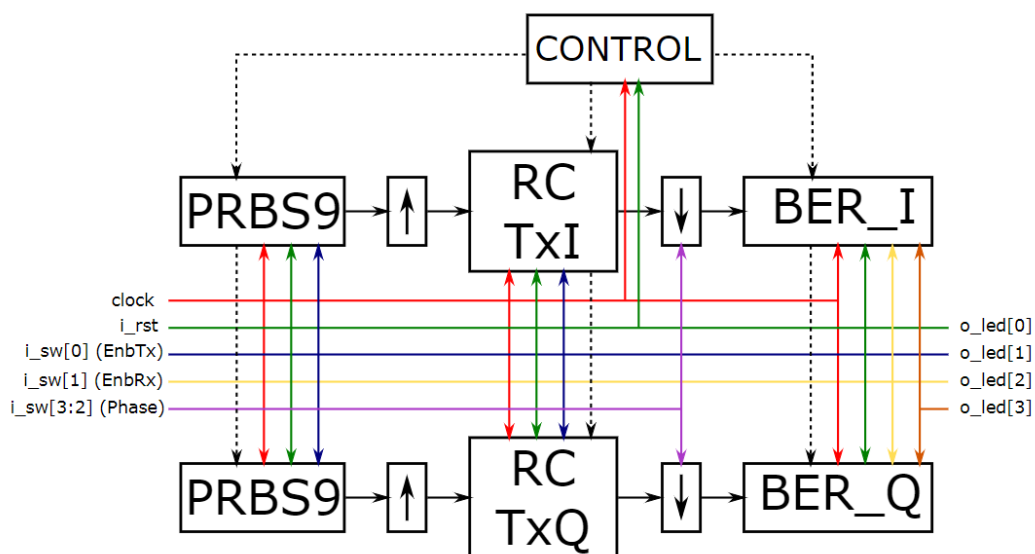 CONTROL
PRBS9
RC
TxI
BER_I
clock
i_rst
o_led[0]
i_sw[0] (EnbTx)
o_led[1]
i_sw[1] (EnbRx)
o_led[2]
i_sw[3:2] (Phase)
o_led[3]
PRBS9
RC
TxQ
BER_Q